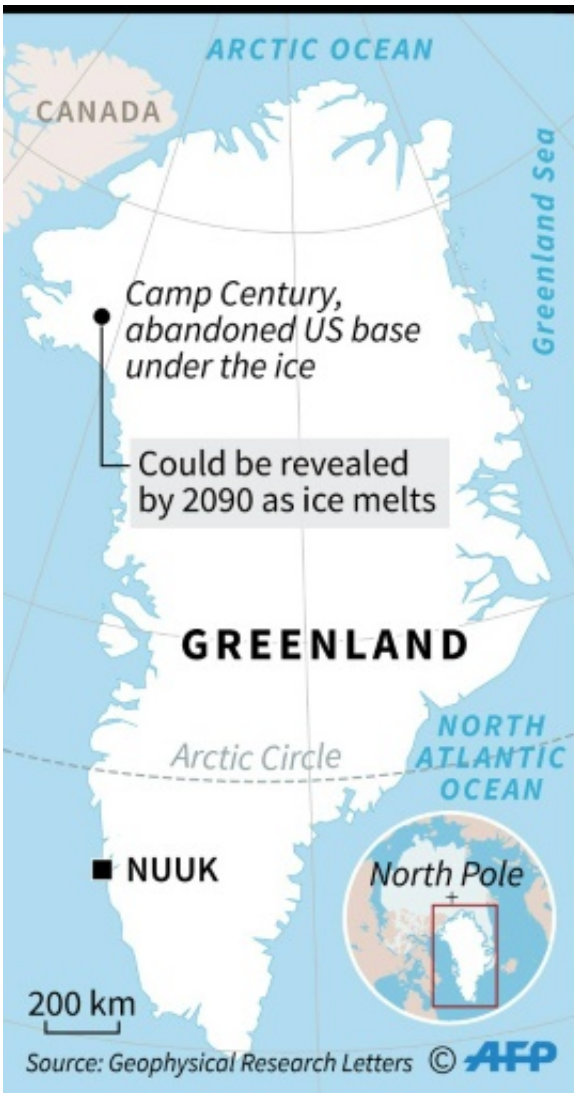 ARCTIC OCEAN
CANADA
Greenland Sea
Camp Century,
abandoned US base
under the ice
Could be revealed
by 2090 as ice melts
GREENLAND
NORTH
ATLANTIC
OCEAN
Arctic Circle
NUUK
North Pole
+
200 km
Source: Geophysical Research Letters © AFP